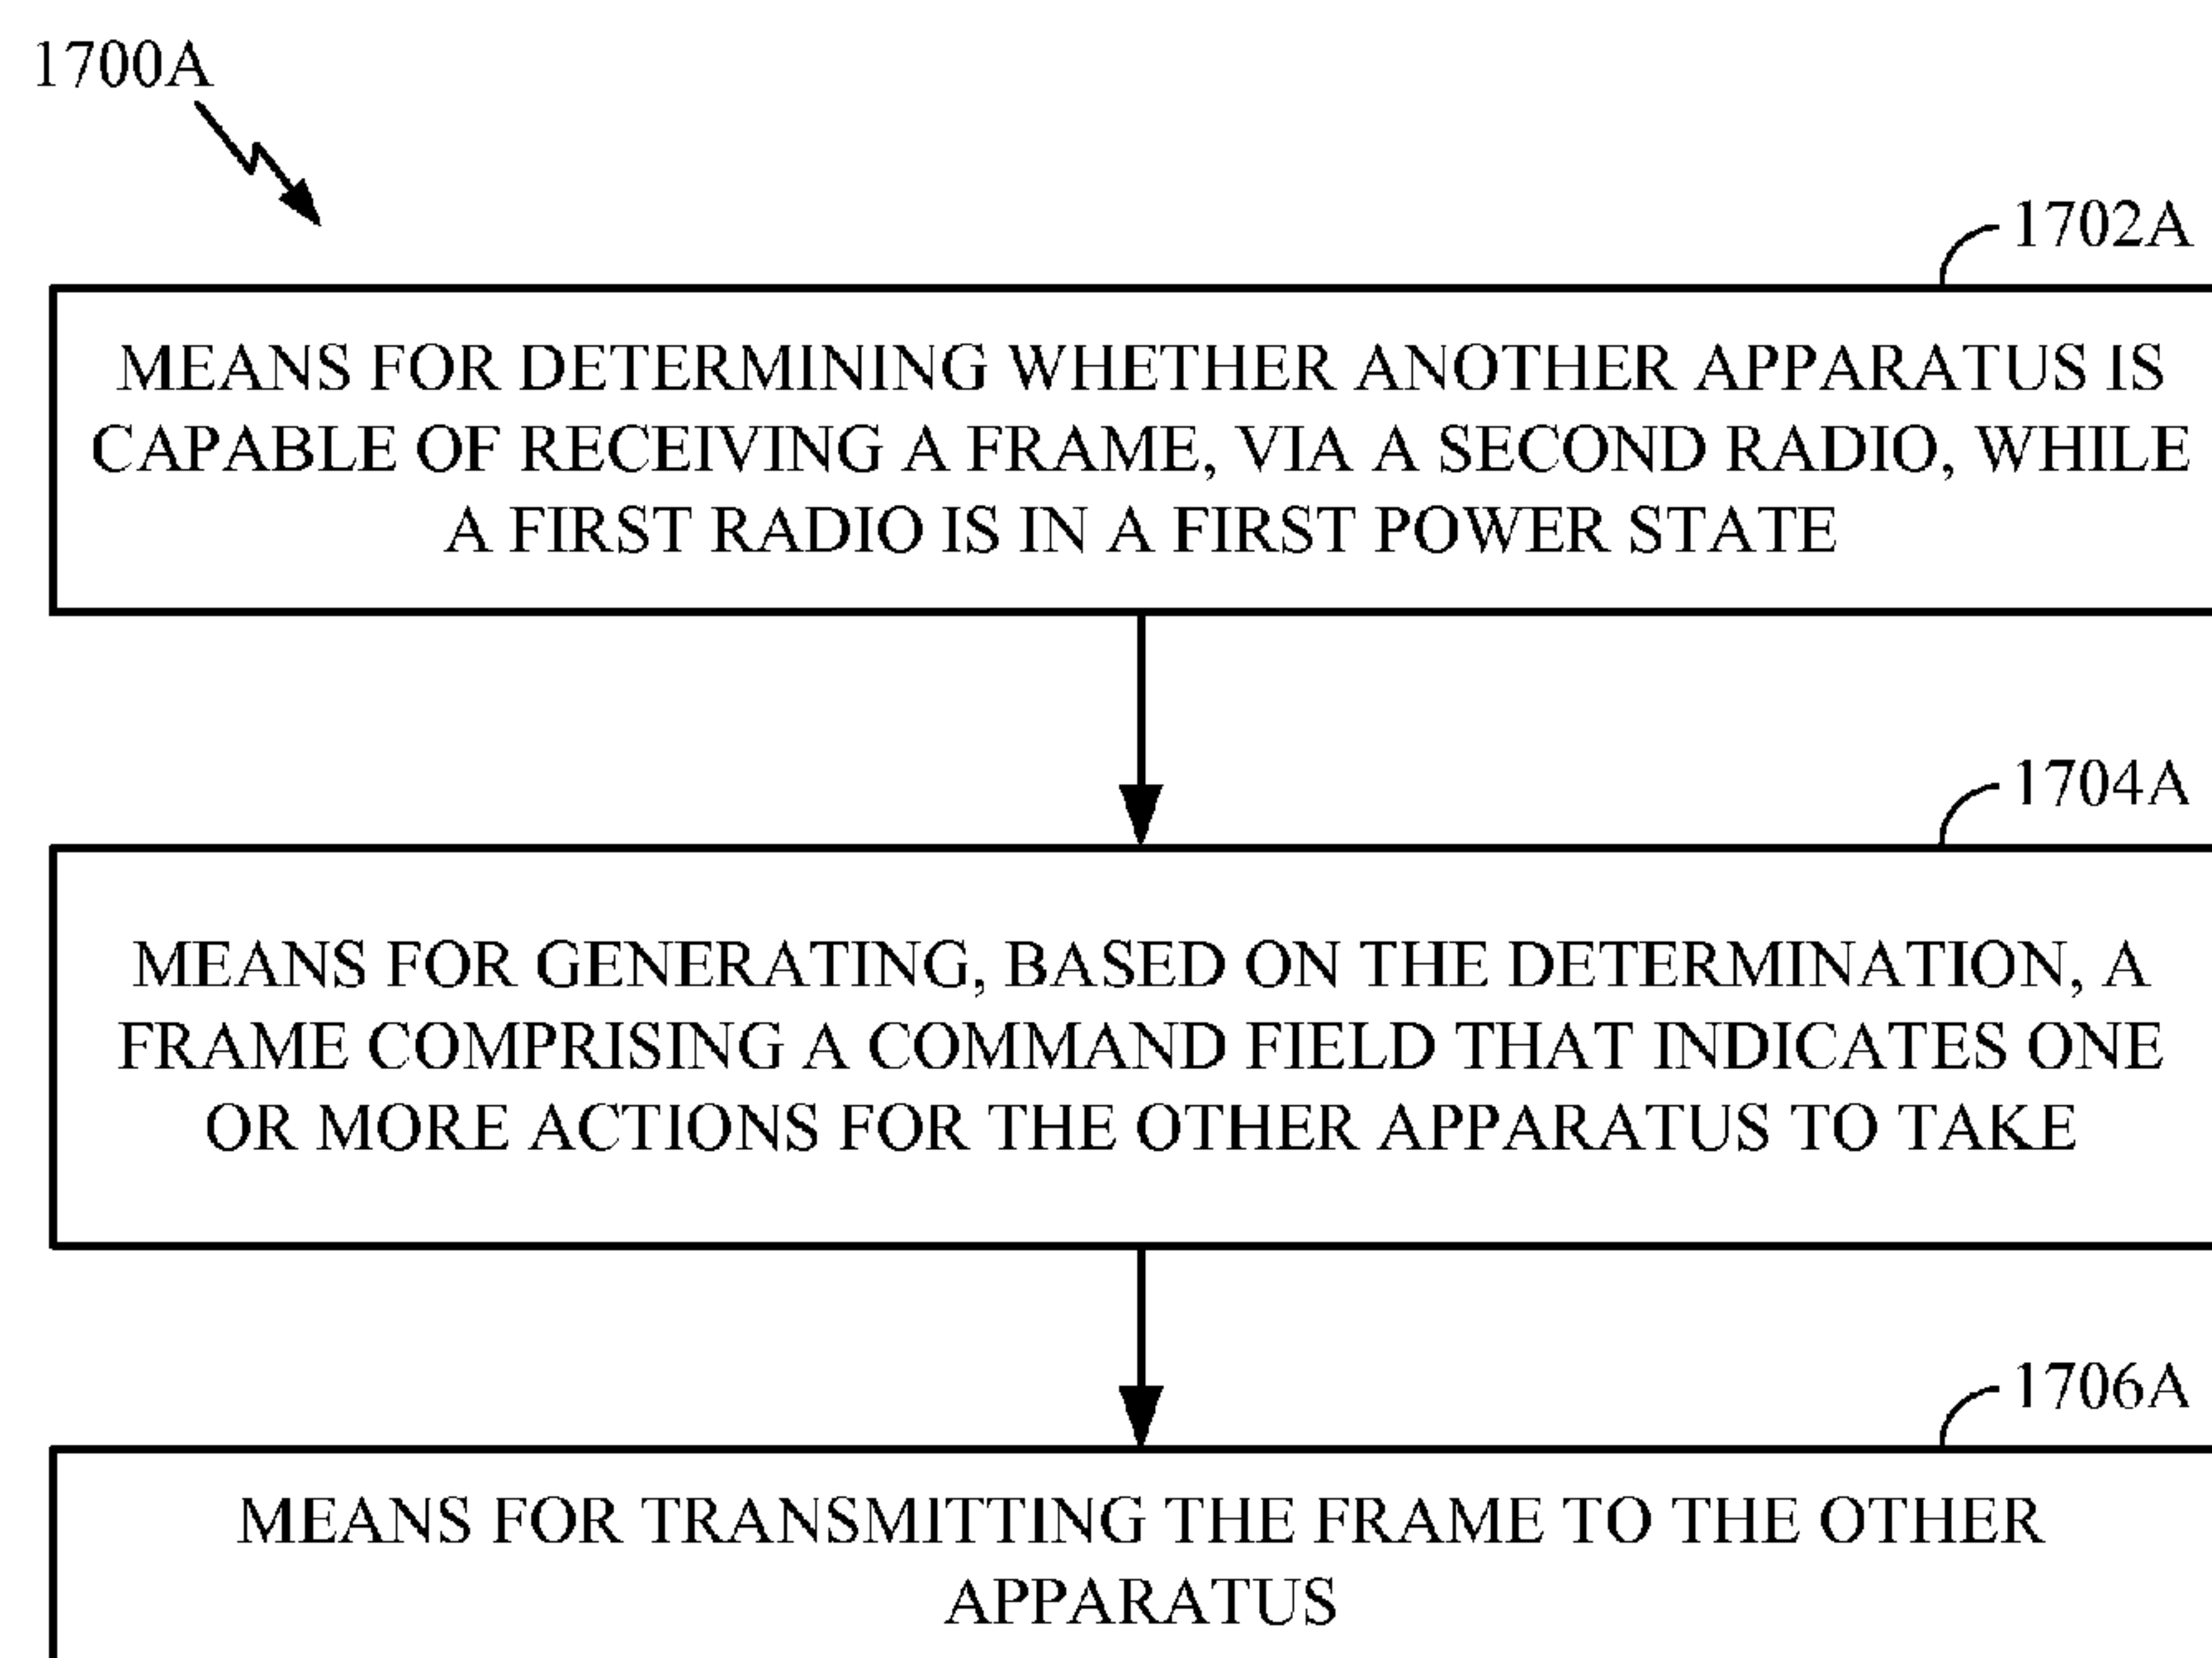 1700A
1702A
MEANS FOR DETERMINING WHETHER ANOTHER APPARATUS IS
CAPABLE OF RECEIVING A FRAME, VIA A SECOND RADIO, WHILE
A FIRST RADIO IS IN A FIRST POWER STATE
1704A
MEANS FOR GENERATING, BASED ON THE DETERMINATION, A
FRAME COMPRISING A COMMAND FIELD THAT INDICATES ONE
OR MORE ACTIONS FOR THE OTHER APPARATUS TO TAKE
1706A
MEANS FOR TRANSMITTING THE FRAME TO THE OTHER
APPARATUS